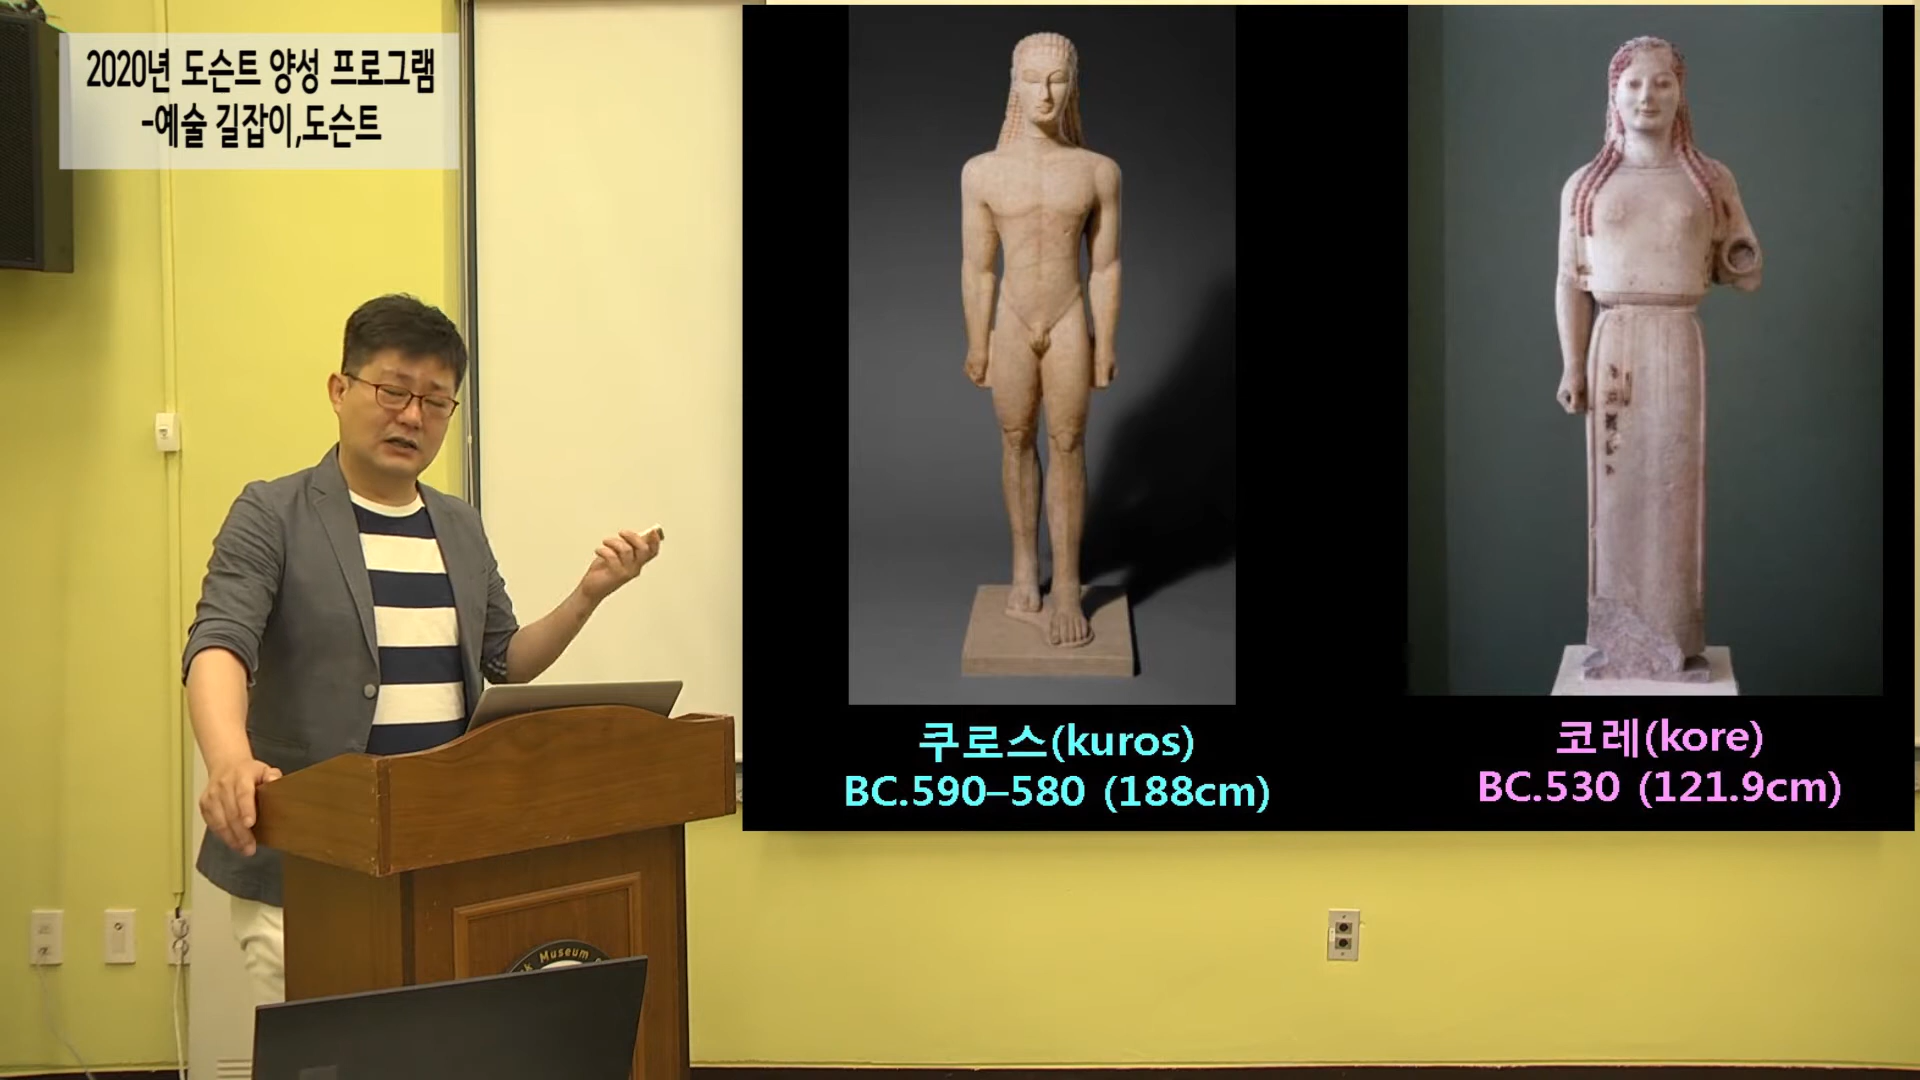 2020년 도슨트 양성 프로그램
-예술 길잡이,도슨트
쿠로스(kuros)
BC.590–580 (188cm)
코레(kore)
BC.530 (121.9cm)
Museum